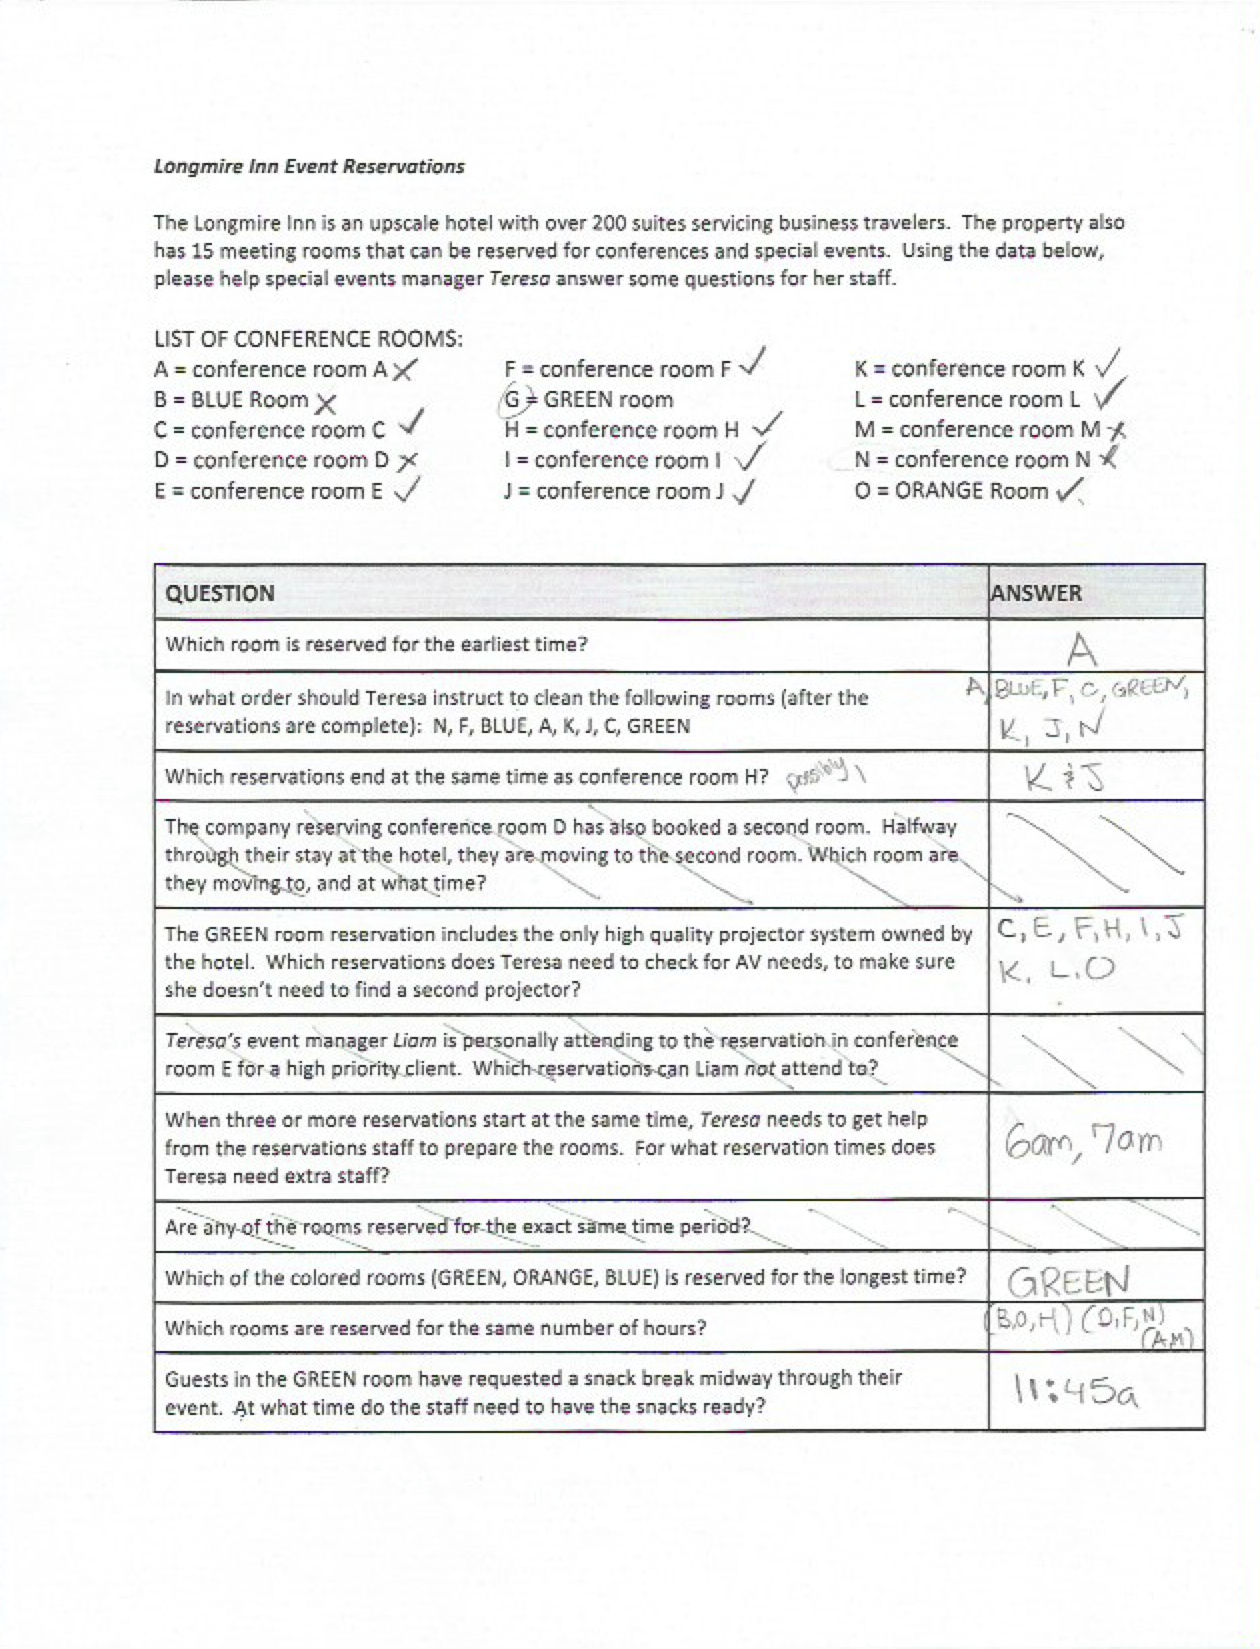 Longmire Inn Event Reservations
The Longmire Inn is an upscale hotel with over 200 suites servicing business travelers. The property also
has 15 meeting rooms that can be reserved for conferences and special events. Using the data below,
please help special events manager Teresa answer some questions for her staff.
LIST OF CONFERENCE ROOMS:
A = conference room A ✗
B = BLUE Room ✗
C = conference room C ✓
D = conference room D ✗
E = conference room E ✓
F = conference room F ✓
G = GREEN room
H = conference room H ✓
I = conference room I ✓
J = conference room J ✓
K = conference room K ✓
L = conference room L ✓
M = conference room M ✗
N = conference room N ✗
O = ORANGE Room ✓
QUESTION ANSWER
Which room is reserved for the earliest time? A
In what order should Teresa instruct to clean the following rooms (after the
reservations are complete): N, F, BLUE, A, K, J, C, GREEN
A, BLUE, F, C, GREEN,
K, J, N
Which reservations end at the same time as conference room H? possibly K & J
The company reserving conference room D has also booked a second room. Halfway
through their stay at the hotel, they are moving to the second room. Which room are
they moving to, and at what time?
The GREEN room reservation includes the only high quality projector system owned by
the hotel. Which reservations does Teresa need to check for AV needs, to make sure
she doesn't need to find a second projector?
C, E, F, H, I, J
K, L, O
Teresa's event manager Liam is personally attending to the reservation in conference
room E for a high priority client. Which reservations can Liam not attend to?
When three or more reservations start at the same time, Teresa needs to get help
from the reservations staff to prepare the rooms. For what reservation times does
Teresa need extra staff?
6am, 7am
Are any of the rooms reserved for the exact same time period?
Which of the colored rooms (GREEN, ORANGE, BLUE) is reserved for the longest time? GREEN
Which rooms are reserved for the same number of hours? (B,O,H) (D,F,N)
(A,M)
Guests in the GREEN room have requested a snack break midway through their
event. At what time do the staff need to have the snacks ready?
11:45a